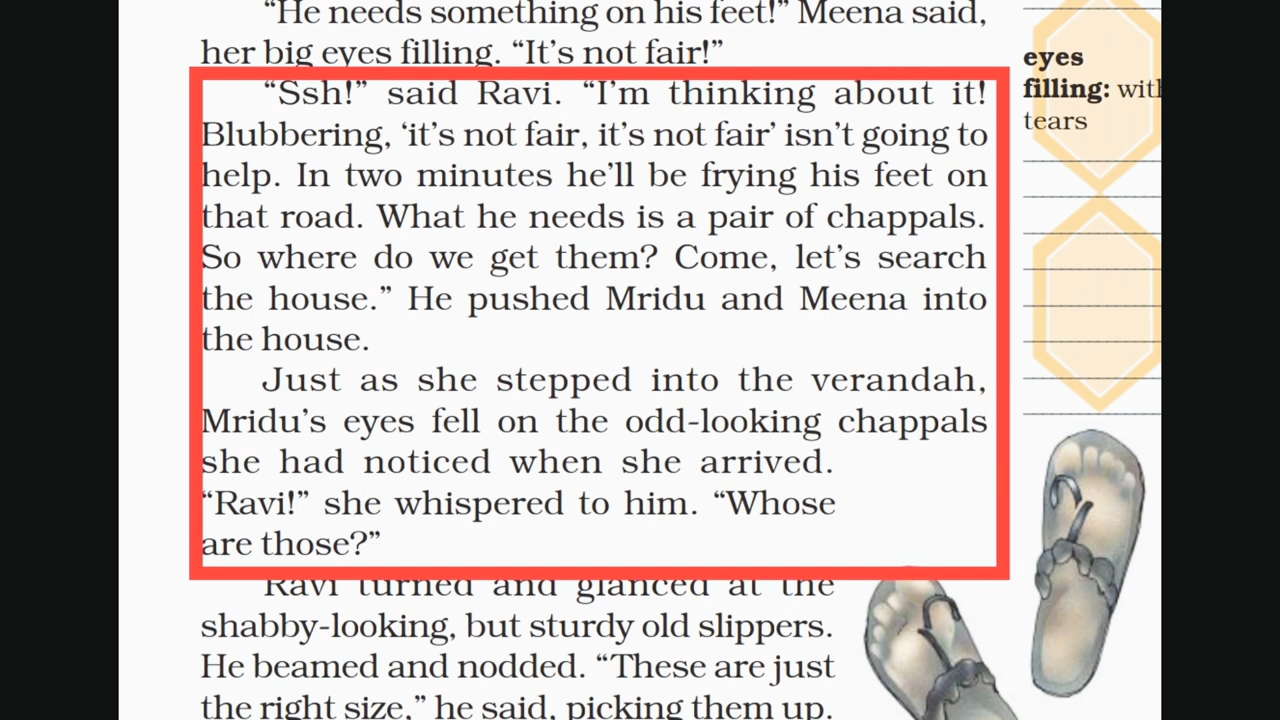 “He needs something on his feet!” Meena said,
her big eyes filling. “It’s not fair!”
“Ssh!” said Ravi. “I’m thinking about it!
Blubbering, ‘it’s not fair, it’s not fair’ isn’t going to
help. In two minutes he’ll be frying his feet on
that road. What he needs is a pair of chappals.
So where do we get them? Come, let’s search
the house.” He pushed Mridu and Meena into
the house.
Just as she stepped into the verandah,
Mridu’s eyes fell on the odd-looking chappals
she had noticed when she arrived.
“Ravi!” she whispered to him. “Whose
are those?”
Ravi turned and glanced at the
shabby-looking, but sturdy old slippers.
He beamed and nodded. “These are just
the right size,” he said, picking them up.
eyes
filling:
tears